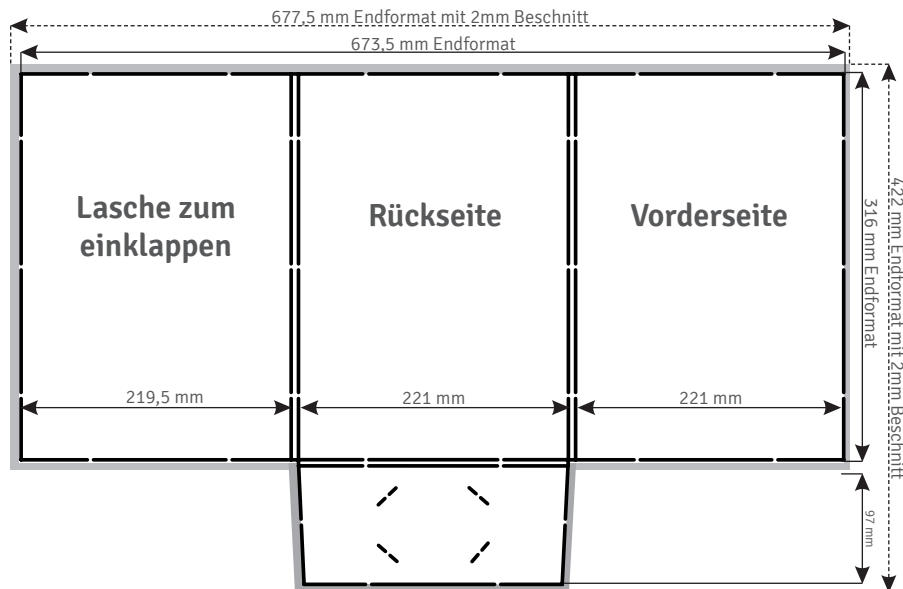 677,5 mm Endformat mit 2mm Beschnitt
673,5 mm Endformat
Lasche zum
einklappen
Rückseite
Vorderseite
316 mm Endformat
422 mm Endformat mit 2mm Beschnitt
219,5 mm
221 mm
221 mm
97 mm